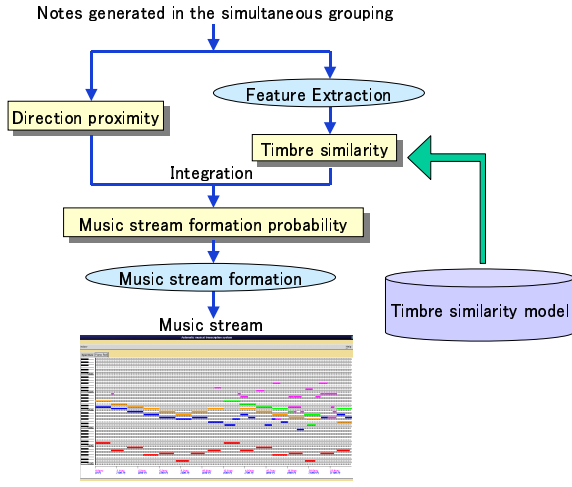 Notes generated in the simultaneous grouping
Feature Extraction
Direction proximity
Timbre similarity
Integration
Music stream formation probability
Music stream formation
Timbre similarity model
Music stream